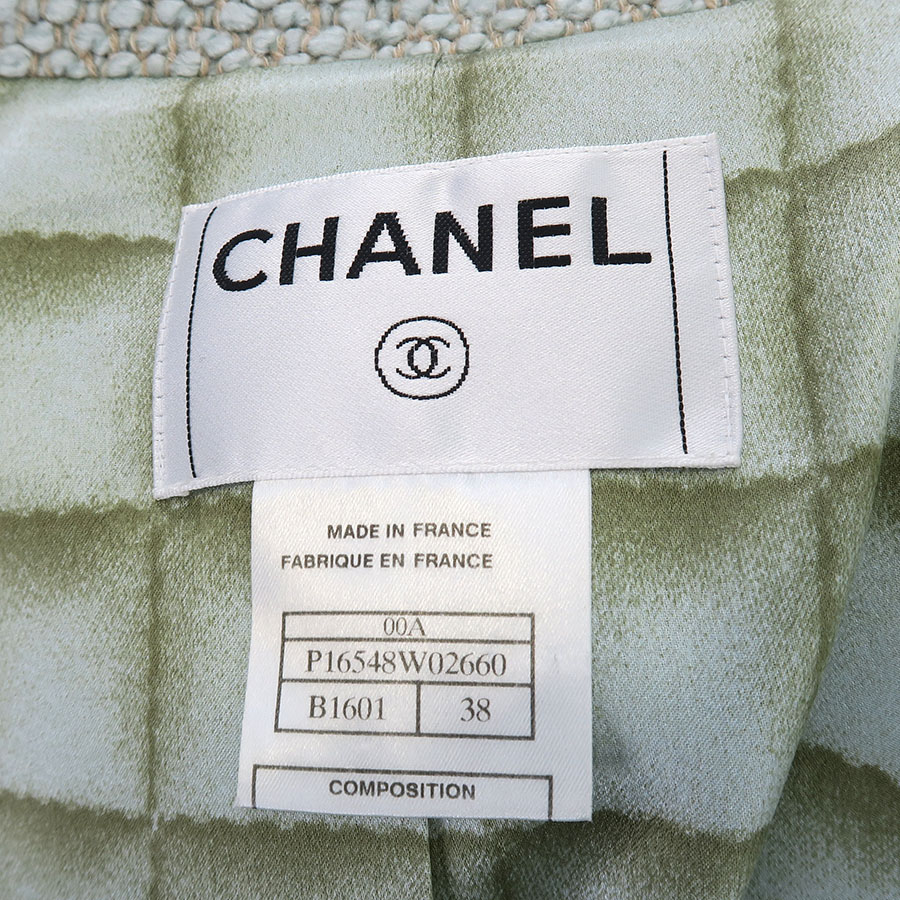 CHANEL
MADE IN FRANCE
FABRIQUE EN FRANCE
00A
P16548W02660
B1601 38
COMPOSITION